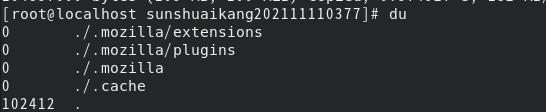 [root@localhost sunshuaikang202111110377]# du
0 ./.mozilla/extensions
0 ./.mozilla/plugins
0 ./.mozilla
0 ./.cache
102412 .